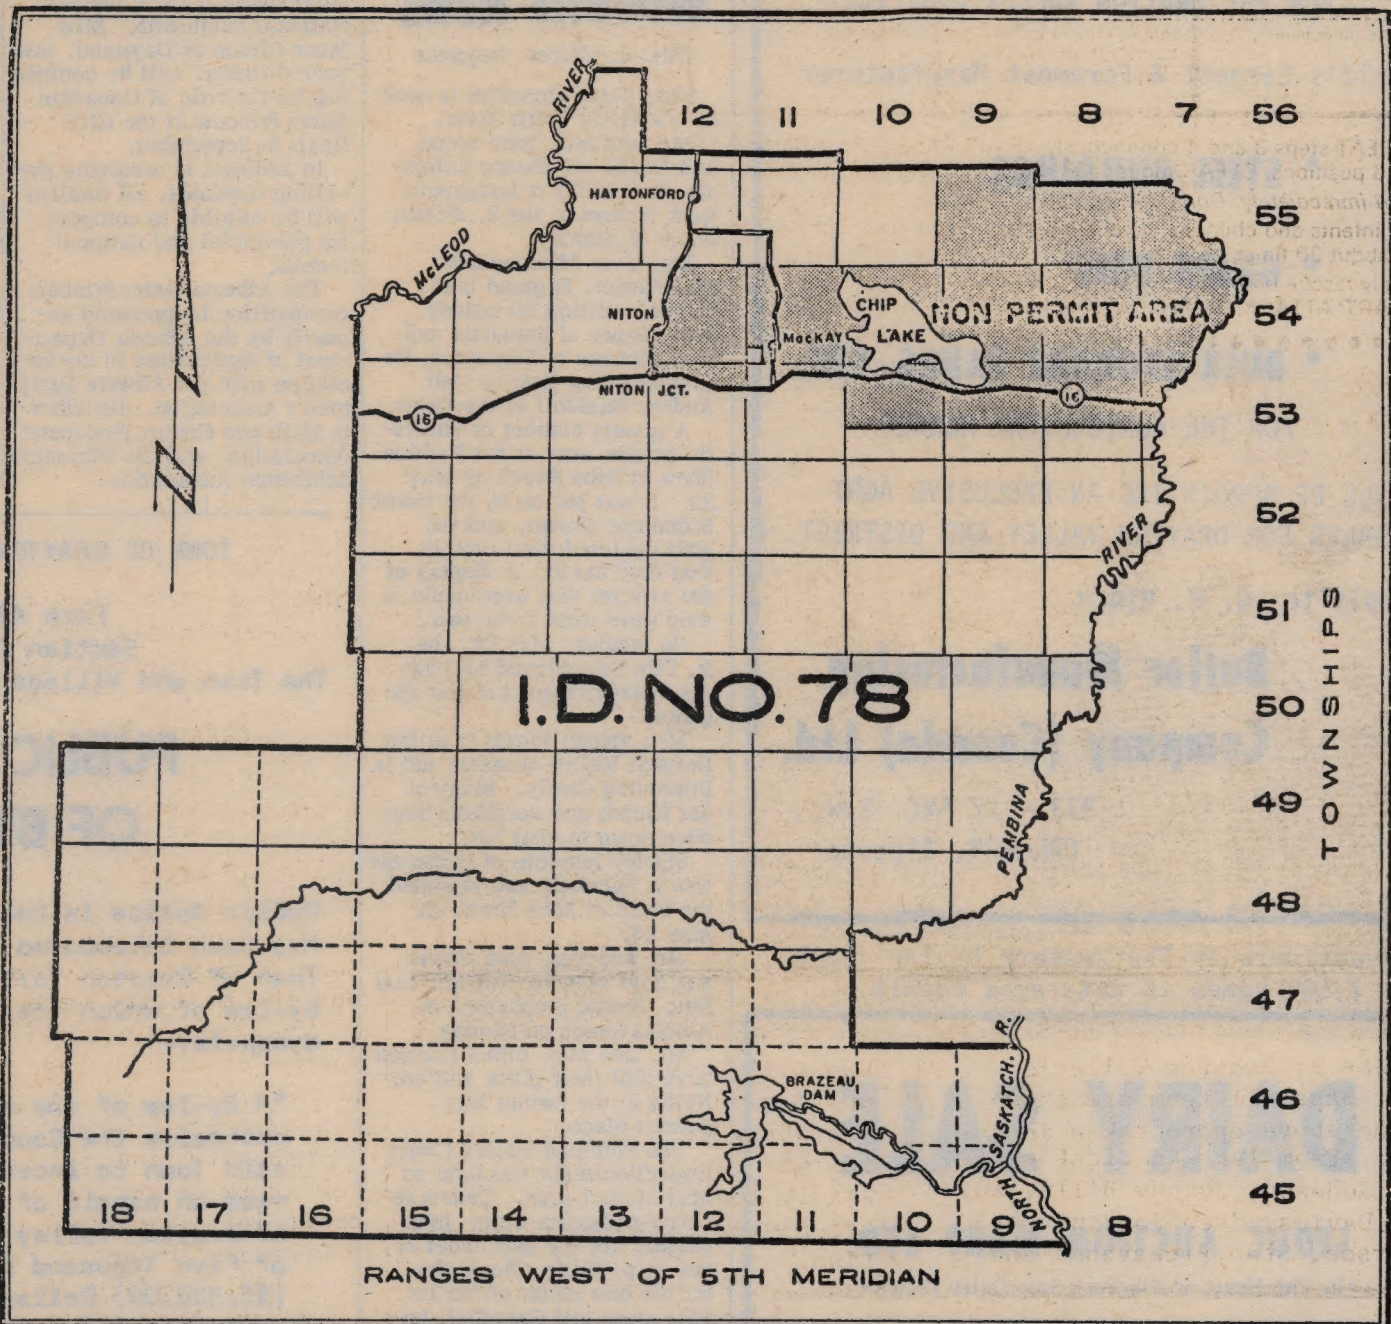 12 11 10 9 8 7 56
RIVER
HATTONFORD
55
McLEOD
CHIP
LAKE
NON PERMIT AREA
NITON
MacKAY
54
NITON JCT.
16
16
53
52
RIVER
51
TOWNSHIPS
I.D. NO. 78
50
49
PEMBINA
48
47
BRAZEAU
DAM
NORTH SASKATCH. R.
46
45
18 17 16 15 14 13 12 11 10 9 8
RANGES WEST OF 5TH MERIDIAN